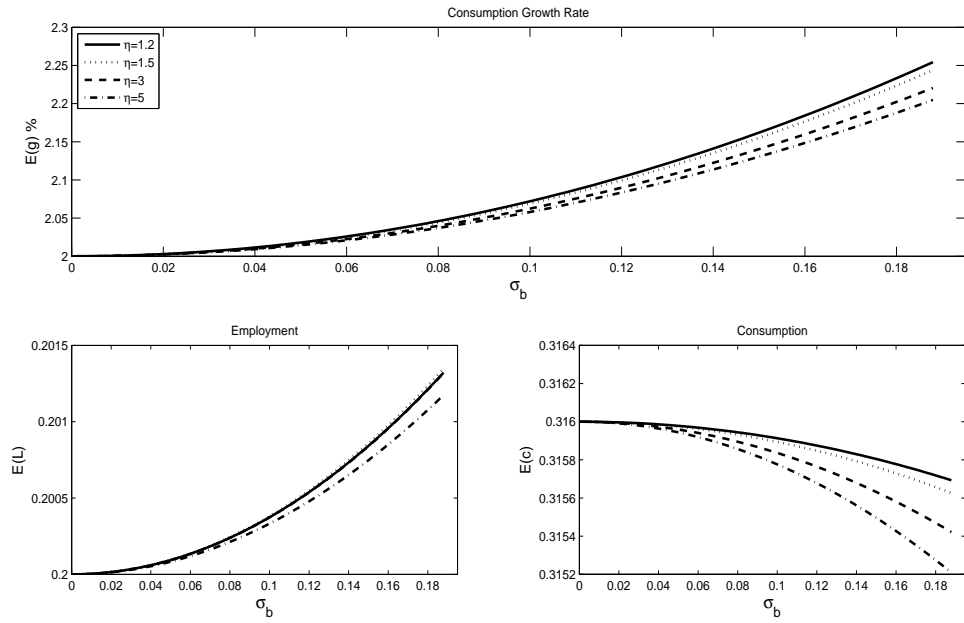 Consumption Growth Rate
2.3
2.25
2.2
2.15
2.1
2.05
2
E(g) %
η=1.2
η=1.5
η=3
η=5
0 0.02 0.04 0.06 0.08 0.1 0.12 0.14 0.16 0.18
σb
Employment
0.2015
0.201
0.2005
0.2
E(L)
0 0.02 0.04 0.06 0.08 0.1 0.12 0.14 0.16 0.18
σb
Consumption
0.3164
0.3162
0.316
0.3158
0.3156
0.3154
0.3152
E(c)
0 0.02 0.04 0.06 0.08 0.1 0.12 0.14 0.16 0.18
σb